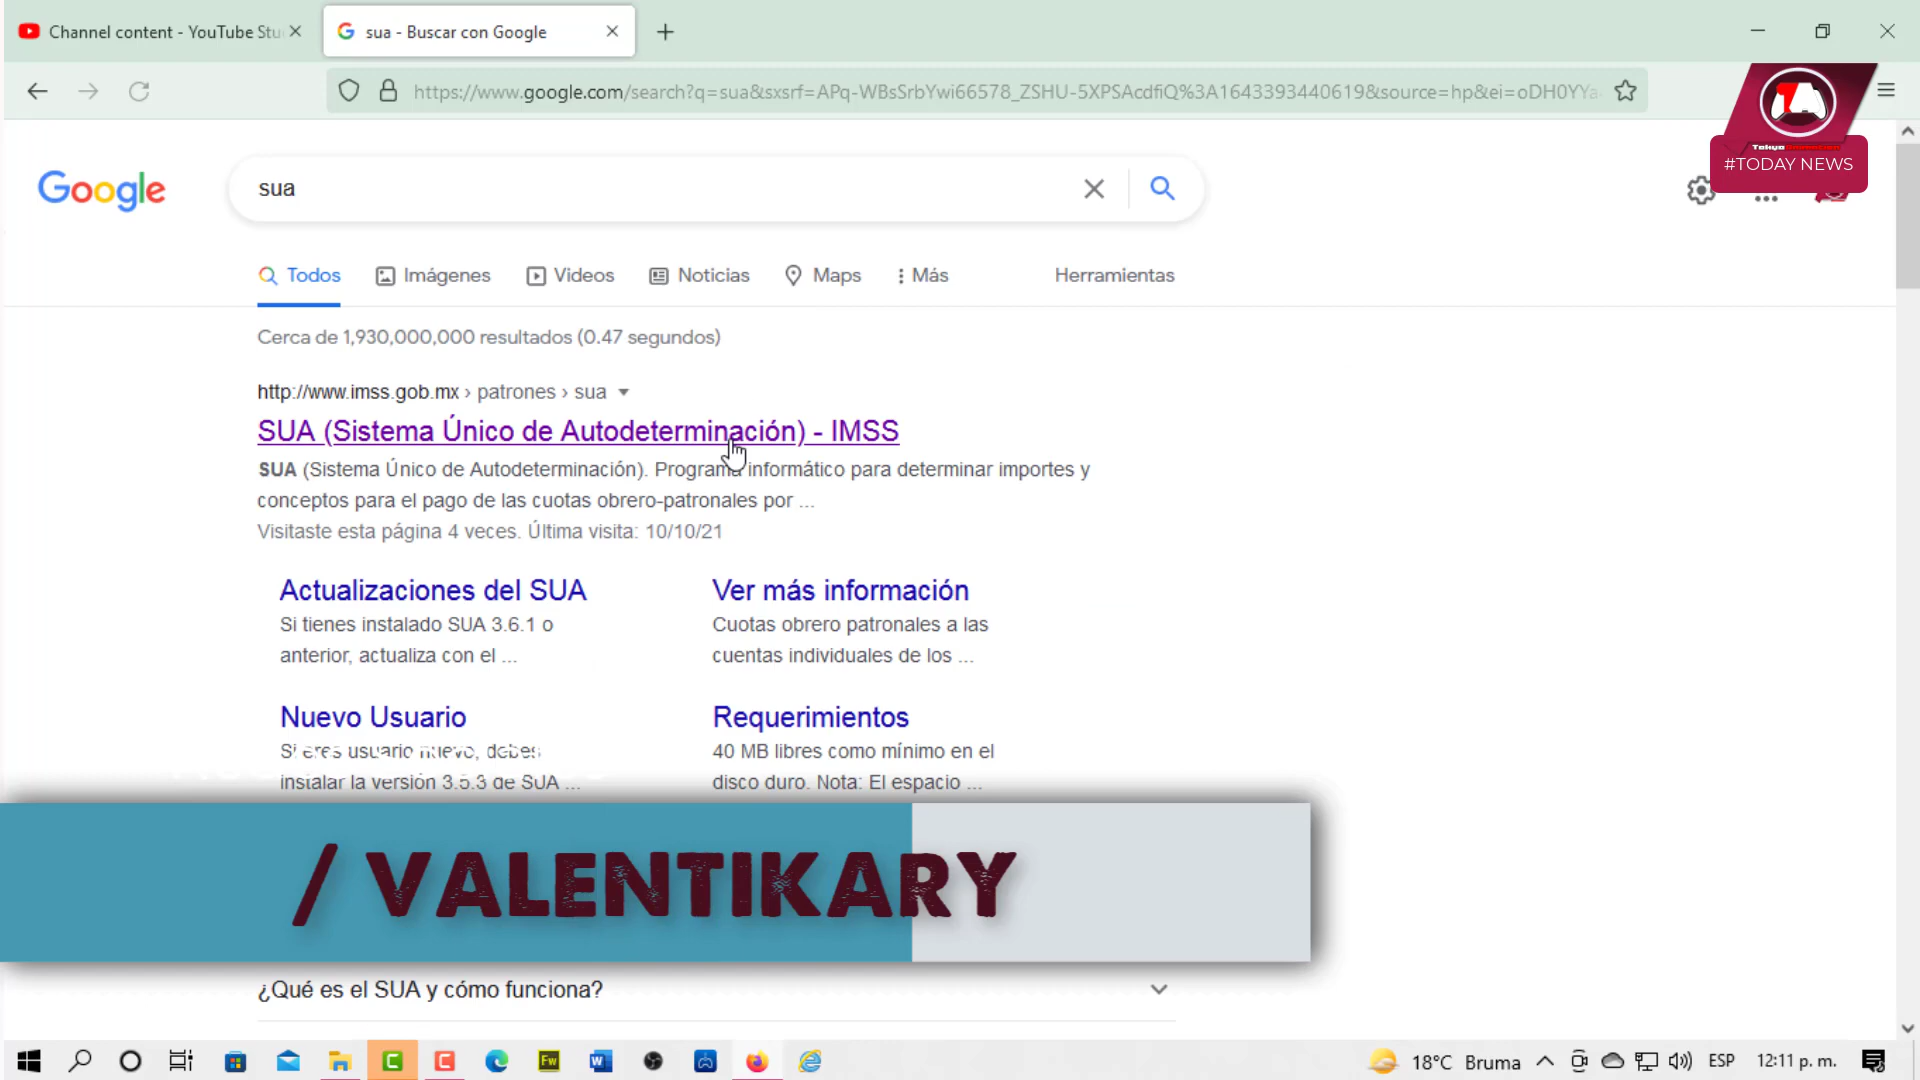 Channel content - YouTube Stu
sua - Buscar con Google
https://www.google.com/search?q=sua&sxsrf=APq-WBsSrbYwi66578_ZSHU-5XPSAcdfiQ%3A1643393440619&source=hp&ei=oDH0YYa
#TODAY NEWS
Google
sua
Todos
Imágenes
Videos
Noticias
Maps
Más
Herramientas
Cerca de 1,930,000,000 resultados (0.47 segundos)
http://www.imss.gob.mx › patrones › sua
SUA (Sistema Único de Autodeterminación) - IMSS
SUA (Sistema Único de Autodeterminación). Programa informático para determinar importes y
conceptos para el pago de las cuotas obrero-patronales por ...
Visitaste esta página 4 veces. Última visita: 10/10/21
Actualizaciones del SUA
Si tienes instalado SUA 3.6.1 o
anterior, actualiza con el ...
Ver más información
Cuotas obrero patronales a las
cuentas individuales de los ...
Nuevo Usuario
Si eres usuario nuevo, debes
instalar la versión 3.5.3 de SUA ...
Requerimientos
40 MB libres como mínimo en el
disco duro. Nota: El espacio ...
/ VALENTIKARY
¿Qué es el SUA y cómo funciona?
Fw
18°C Bruma
ESP
12:11 p. m.